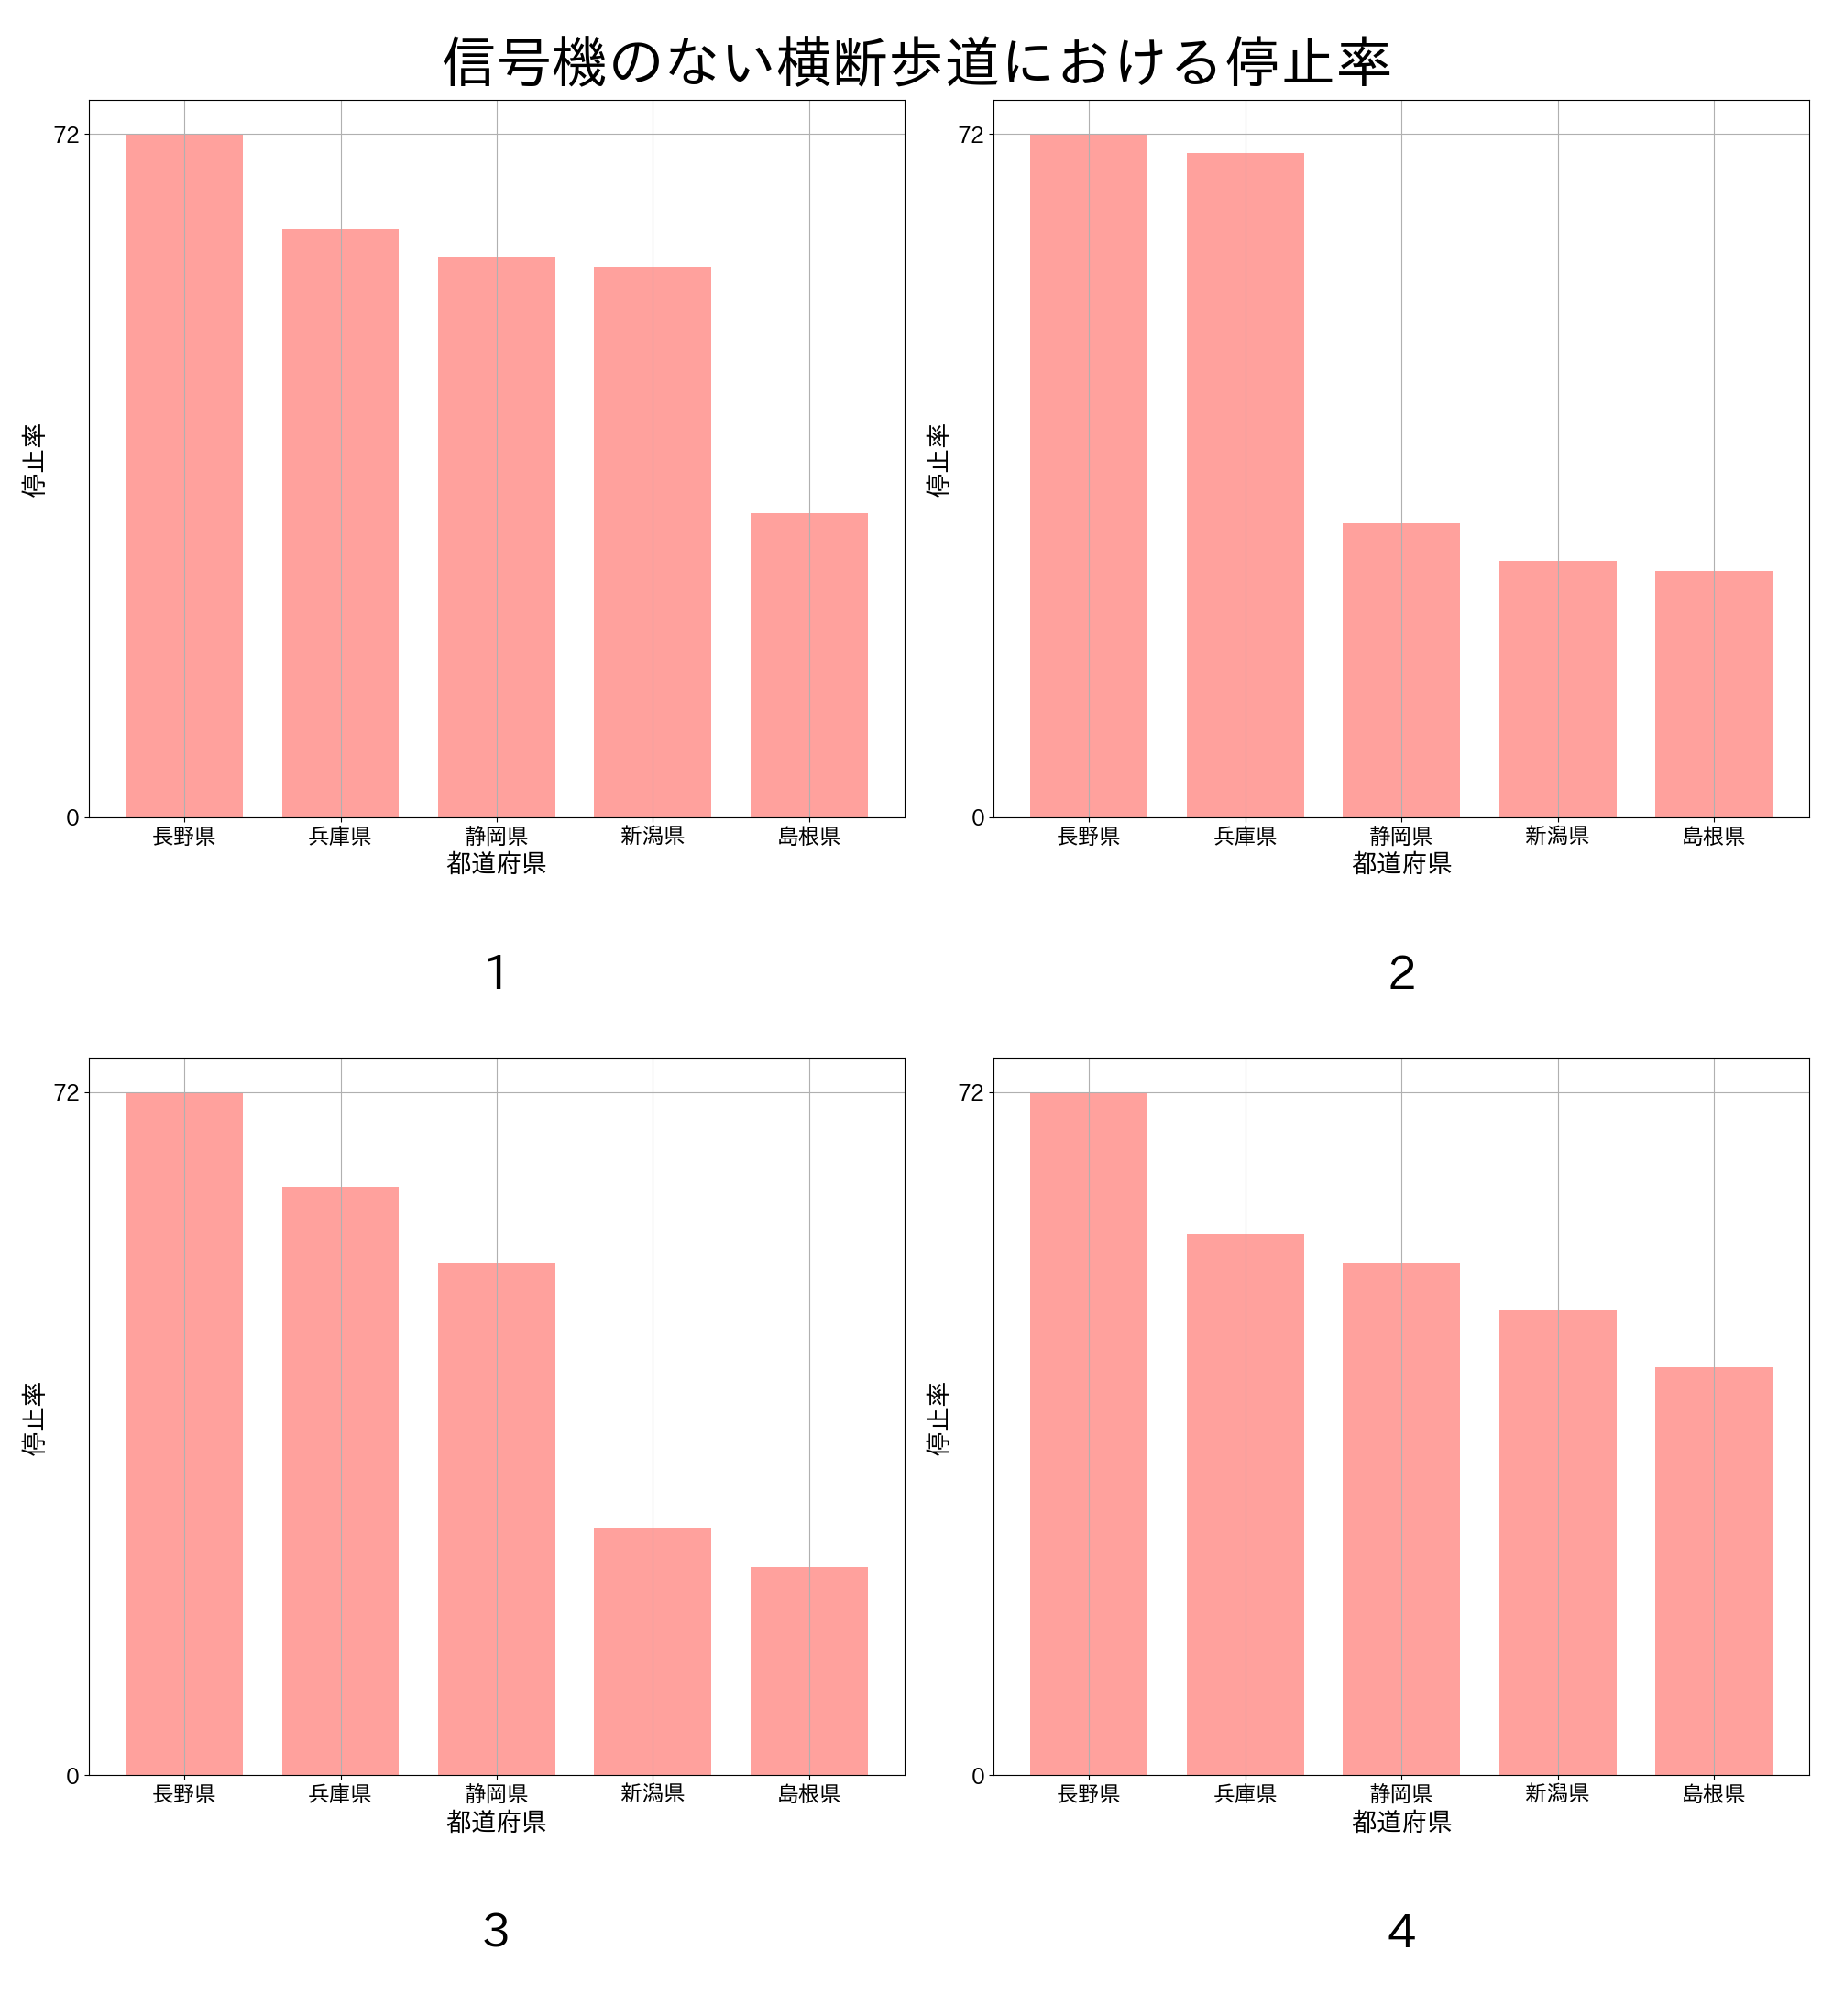 信号機のない横断歩道における停止率
72
停止率
0
長野県 兵庫県 静岡県 新潟県 島根県
都道府県
1
72
停止率
0
長野県 兵庫県 静岡県 新潟県 島根県
都道府県
2
72
停止率
0
長野県 兵庫県 静岡県 新潟県 島根県
都道府県
3
72
停止率
0
長野県 兵庫県 静岡県 新潟県 島根県
都道府県
4